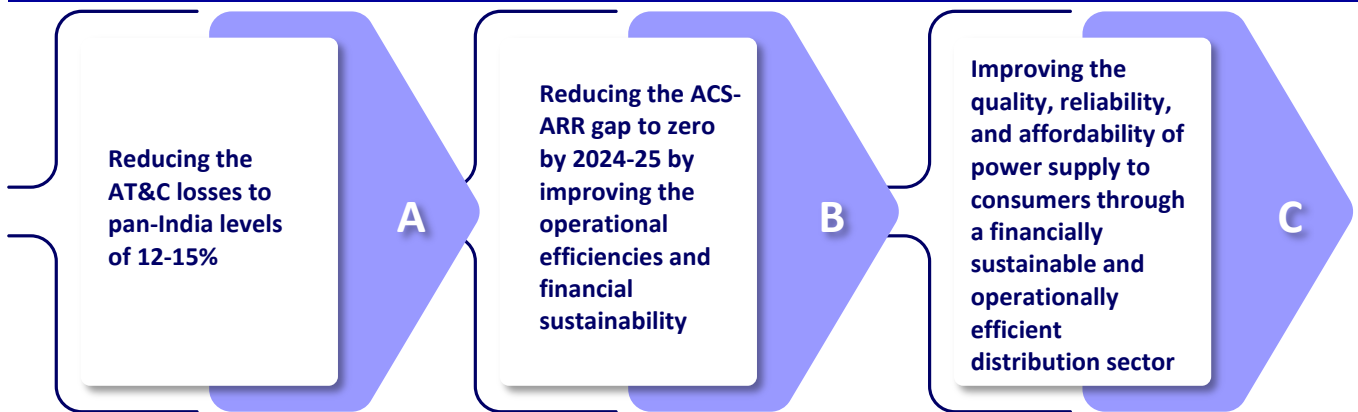 Reducing the
AT&C losses to
pan-India levels
of 12-15%
A
Reducing the ACS-
ARR gap to zero
by 2024-25 by
improving the
operational
efficiencies and
financial
sustainability
B
Improving the
quality, reliability,
and affordability of
power supply to
consumers through
a financially
sustainable and
operationally
efficient
distribution sector
C